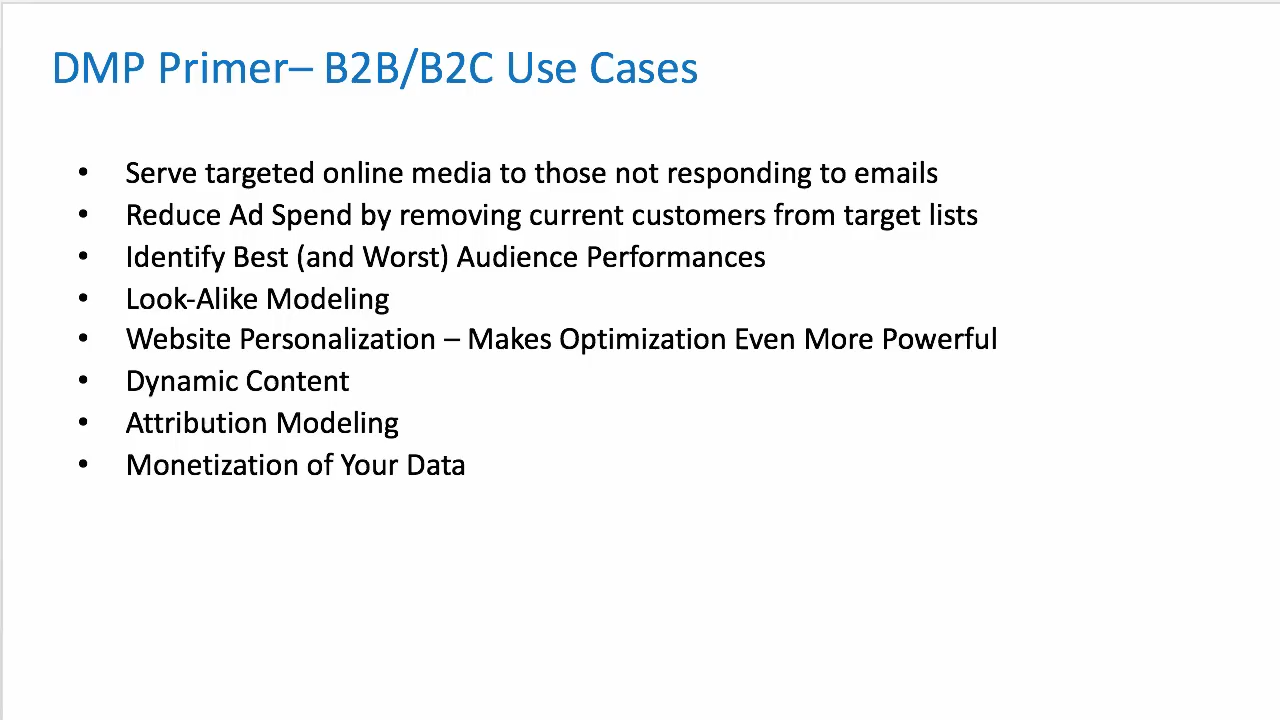 DMP Primer– B2B/B2C Use Cases
• Serve targeted online media to those not responding to emails
• Reduce Ad Spend by removing current customers from target lists
• Identify Best (and Worst) Audience Performances
• Look-Alike Modeling
• Website Personalization – Makes Optimization Even More Powerful
• Dynamic Content
• Attribution Modeling
• Monetization of Your Data